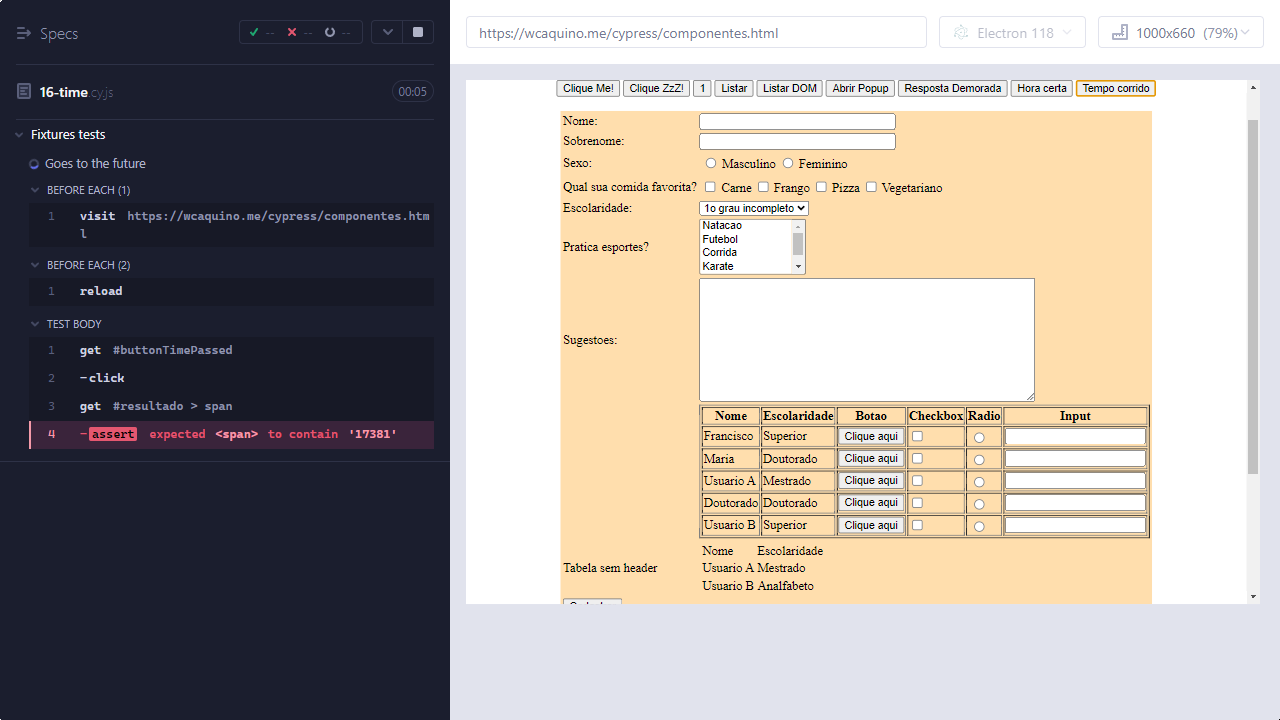 Specs
-- -- --
16-time.cy.js 00:05
Fixtures tests
Goes to the future
BEFORE EACH (1)
1 visit https://wcaquino.me/cypress/componentes.htm
l
BEFORE EACH (2)
1 reload
TEST BODY
1 get #buttonTimePassed
2 -click
3 get #resultado > span
4 -assert expected <span> to contain '17381'
https://wcaquino.me/cypress/componentes.html
Electron 118
1000x660 (79%)
Clique Me! Clique ZzZ! 1 Listar Listar DOM Abrir Popup Resposta Demorada Hora certa Tempo corrido
Nome:
Sobrenome:
Sexo: Masculino Feminino
Qual sua comida favorita? Carne Frango Pizza Vegetariano
Escolaridade: 1o grau incompleto
Pratica esportes?
Natacao
Futebol
Corrida
Karate
Sugestoes:
Nome Escolaridade Botao Checkbox Radio Input
Francisco Superior Clique aqui
Maria Doutorado Clique aqui
Usuario A Mestrado Clique aqui
Doutorado Doutorado Clique aqui
Usuario B Superior Clique aqui
Tabela sem header
Nome Escolaridade
Usuario A Mestrado
Usuario B Analfabeto